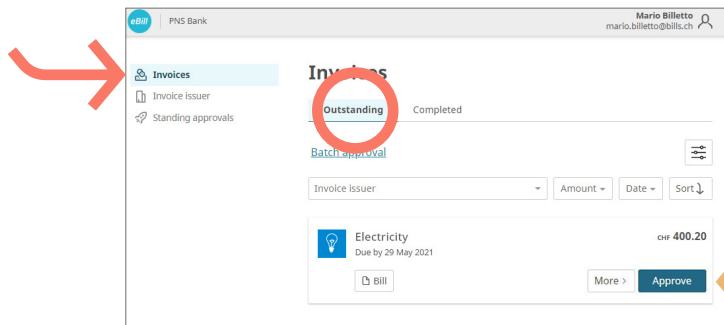 eBill PNS Bank
Mario Billetto
mario.billetto@bills.ch
Invoices
Invoice issuer
Standing approvals
Invoices
Outstanding Completed
Batch approval
Invoice issuer Amount Date Sort
Electricity CHF 400.20
Due by 29 May 2021
Bill More > Approve